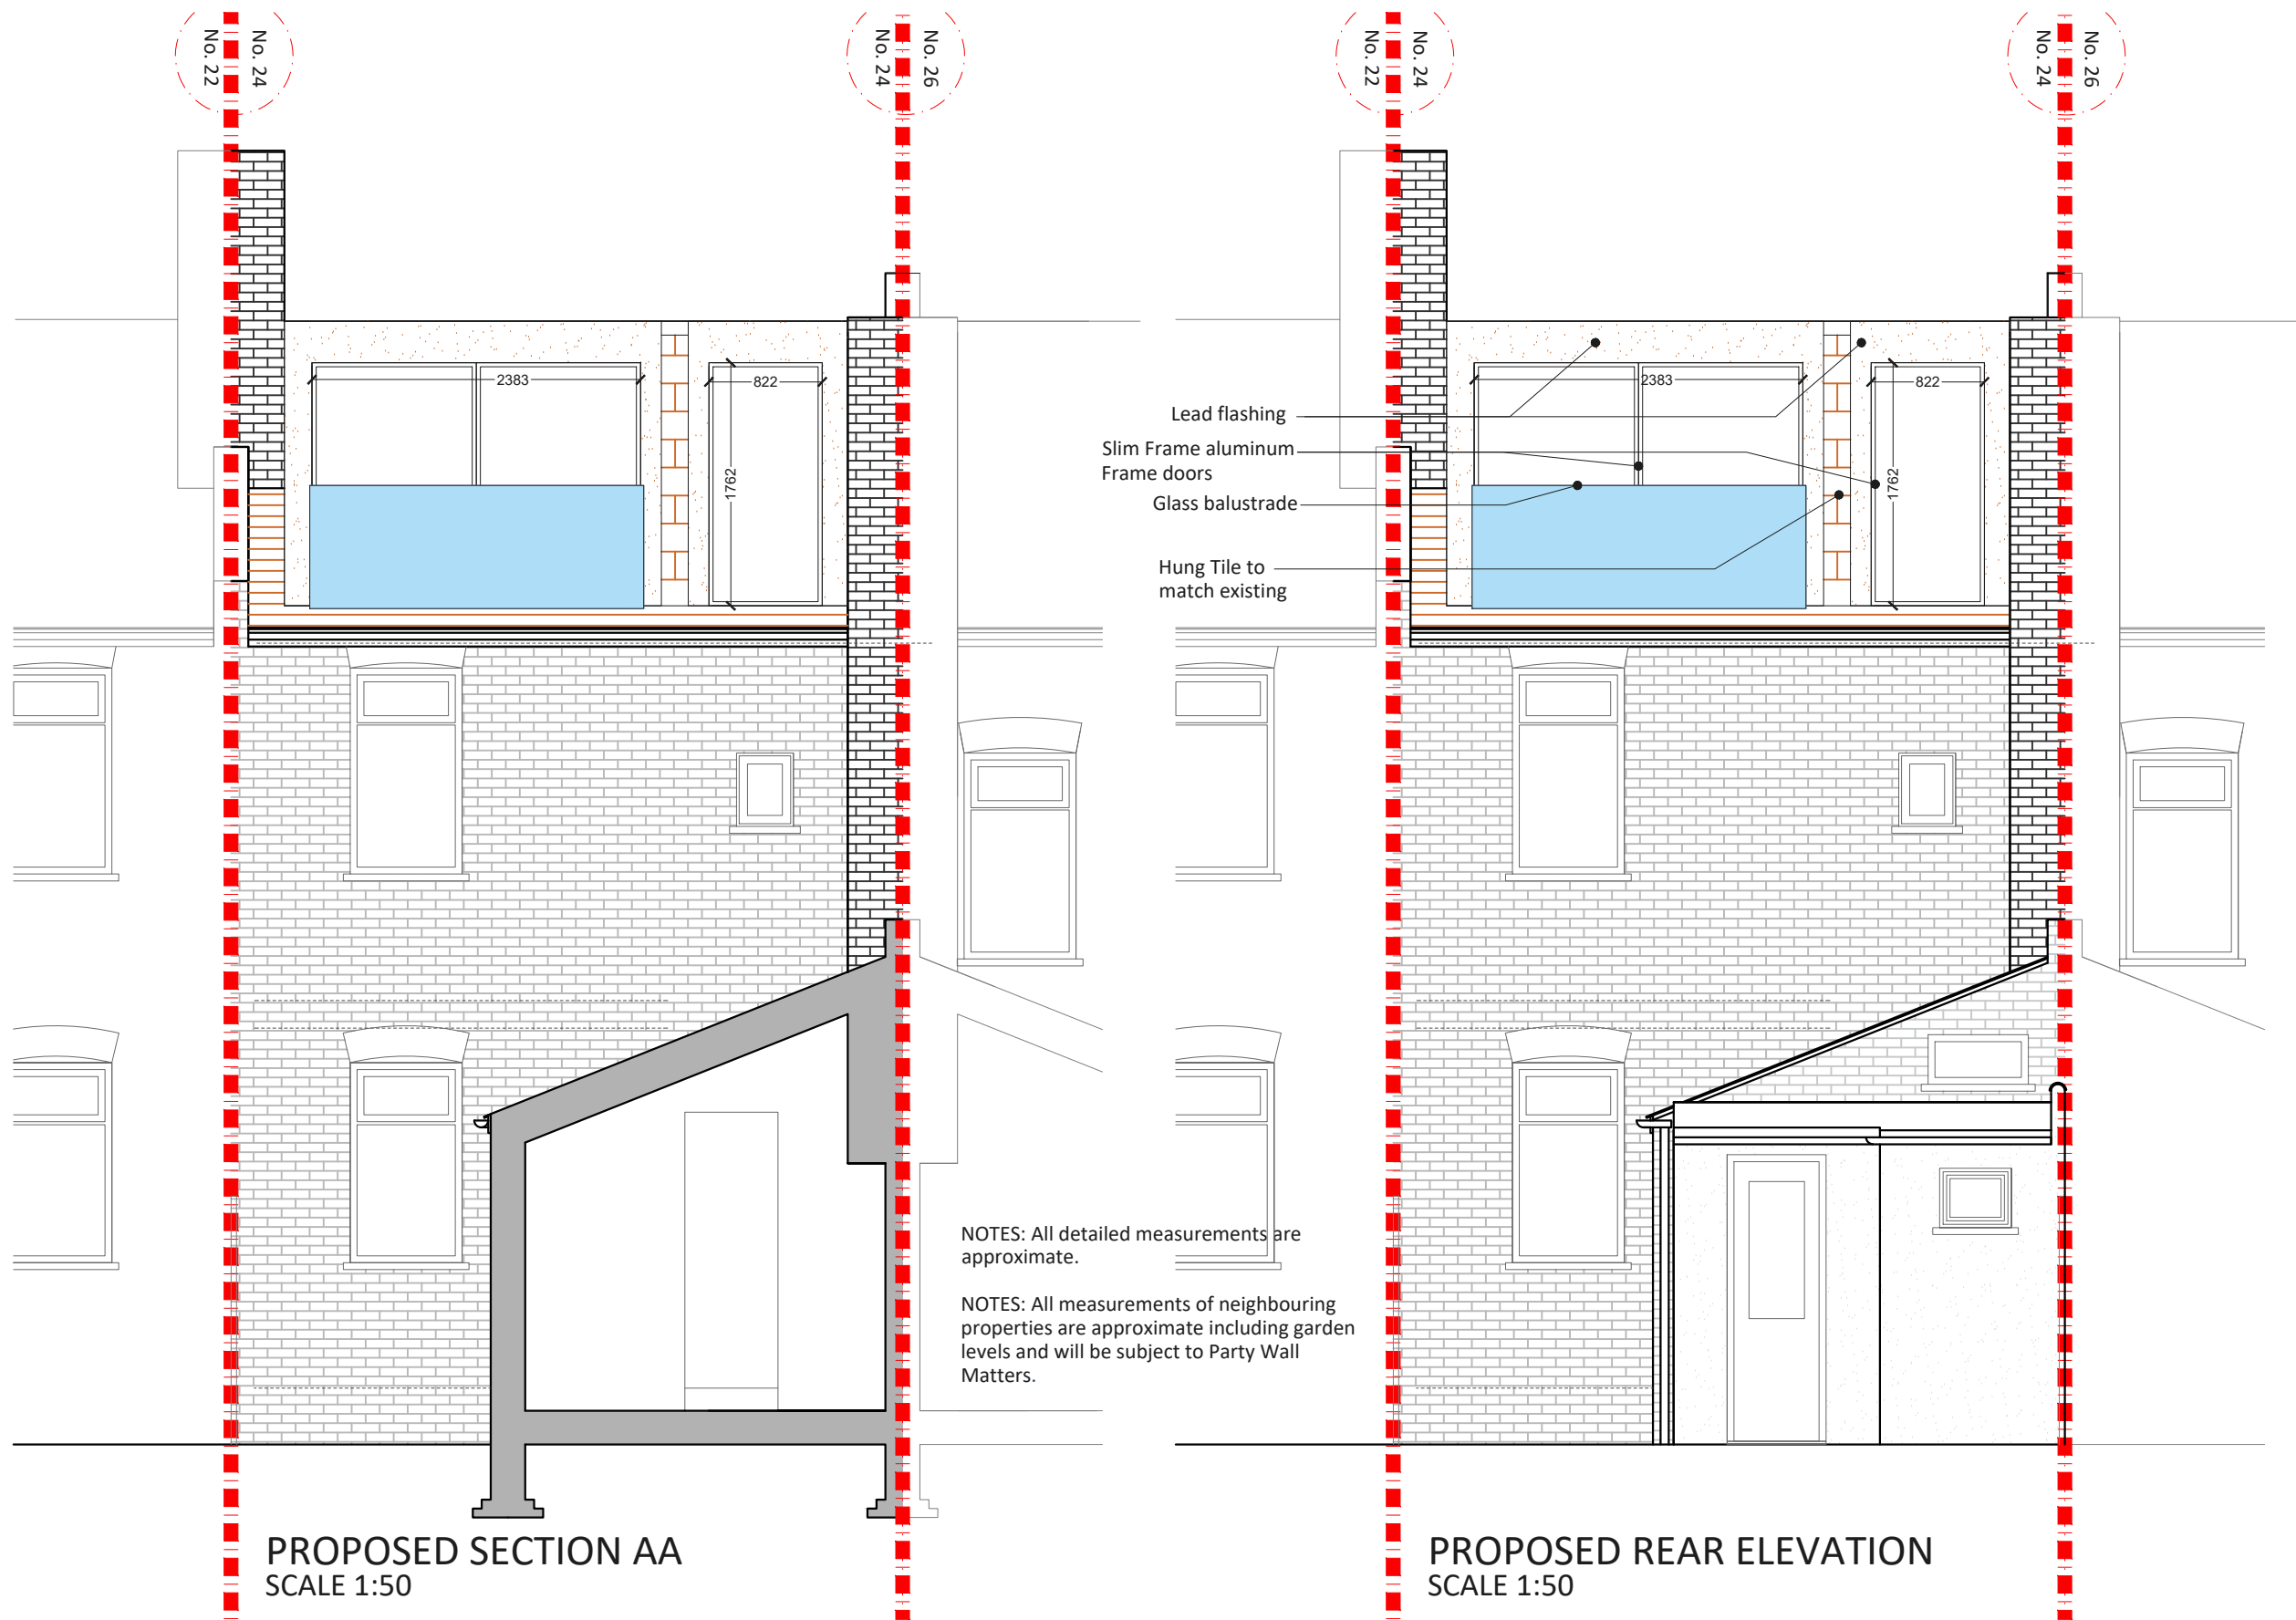 No. 24
No. 22
No. 26
No. 24
No. 24
No. 22
No. 26
No. 24
2383
822
1762
2383
822
1762
Lead flashing
Slim Frame aluminum
Frame doors
Glass balustrade
Hung Tile to
match existing
NOTES: All detailed measurements are
approximate.
NOTES: All measurements of neighbouring
properties are approximate including garden
levels and will be subject to Party Wall
Matters.
PROPOSED SECTION AA
SCALE 1:50
PROPOSED REAR ELEVATION
SCALE 1:50